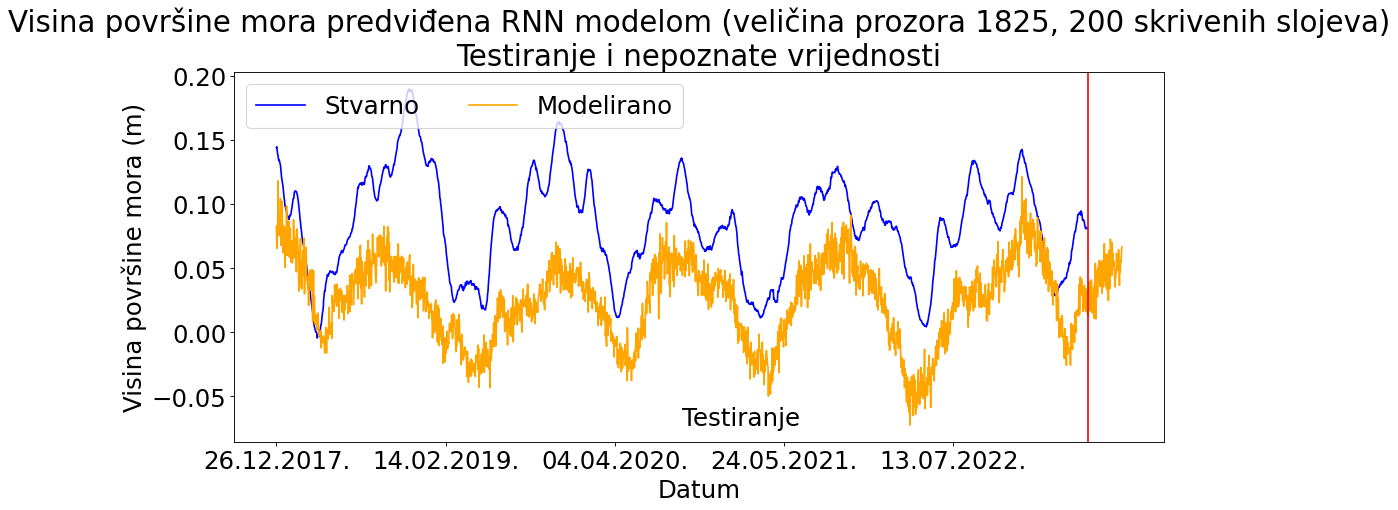 Visina površine mora predviđena RNN modelom (veličina prozora 1825, 200 skrivenih slojeva)
Testiranje i nepoznate vrijednosti
Stvarno
Modelirano
Visina površine mora (m)
0.20
0.15
0.10
0.05
0.00
−0.05
Testiranje
26.12.2017.
14.02.2019.
04.04.2020.
24.05.2021.
13.07.2022.
Datum